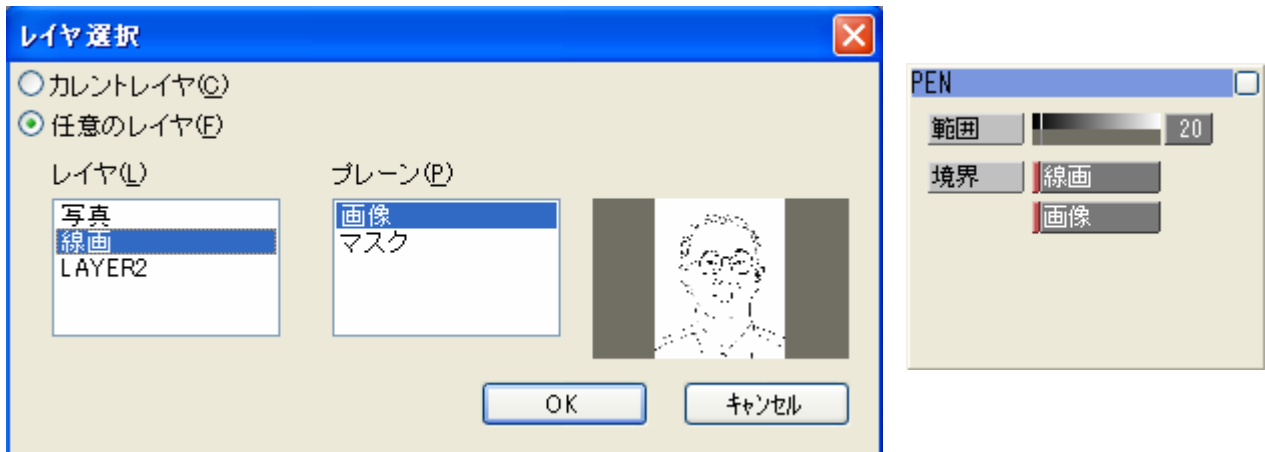 レイヤ選択
カレントレイヤ(C)
任意のレイヤ(F)
レイヤ(L)
プレーン(P)
写真
線画
LAYER2
画像
マスク
OK
キャンセル
PEN
範囲 20
境界 線画
画像